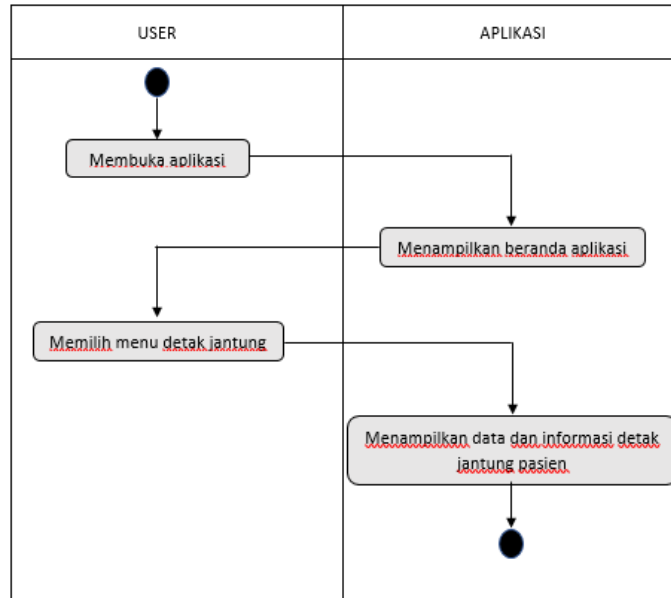 USER
APLIKASI
Membuka aplikasi
Menampilkan beranda aplikasi
Memilih menu detak jantung
Menampilkan data dan informasi detak
jantung pasien